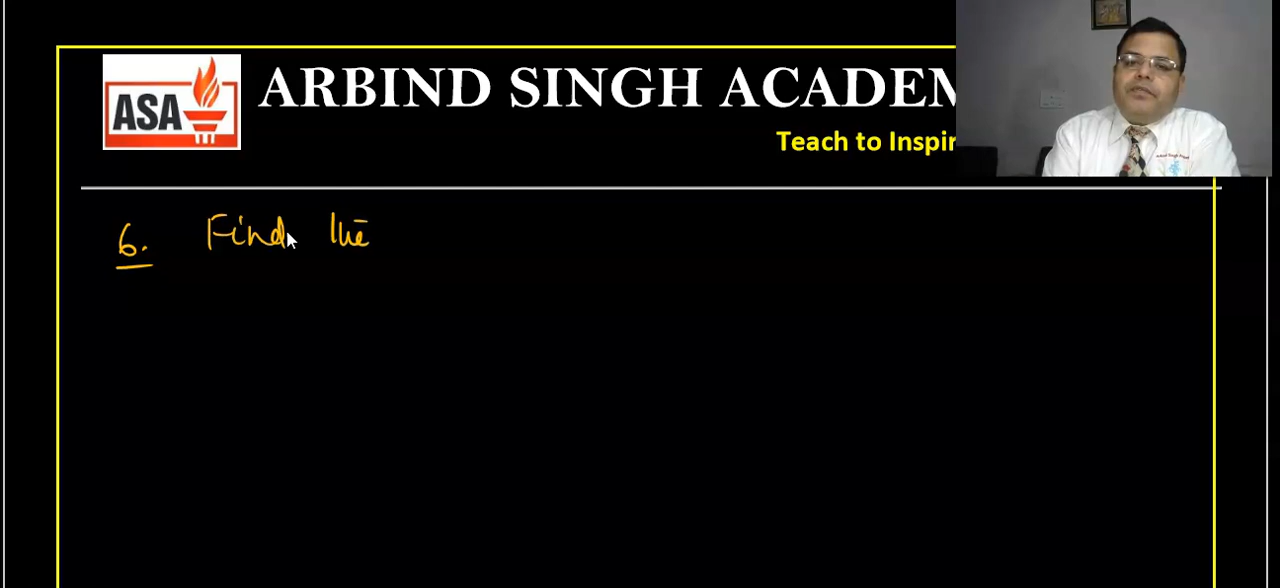 ASA
ARBIND SINGH ACADEM
Teach to Inspir
6. Find the